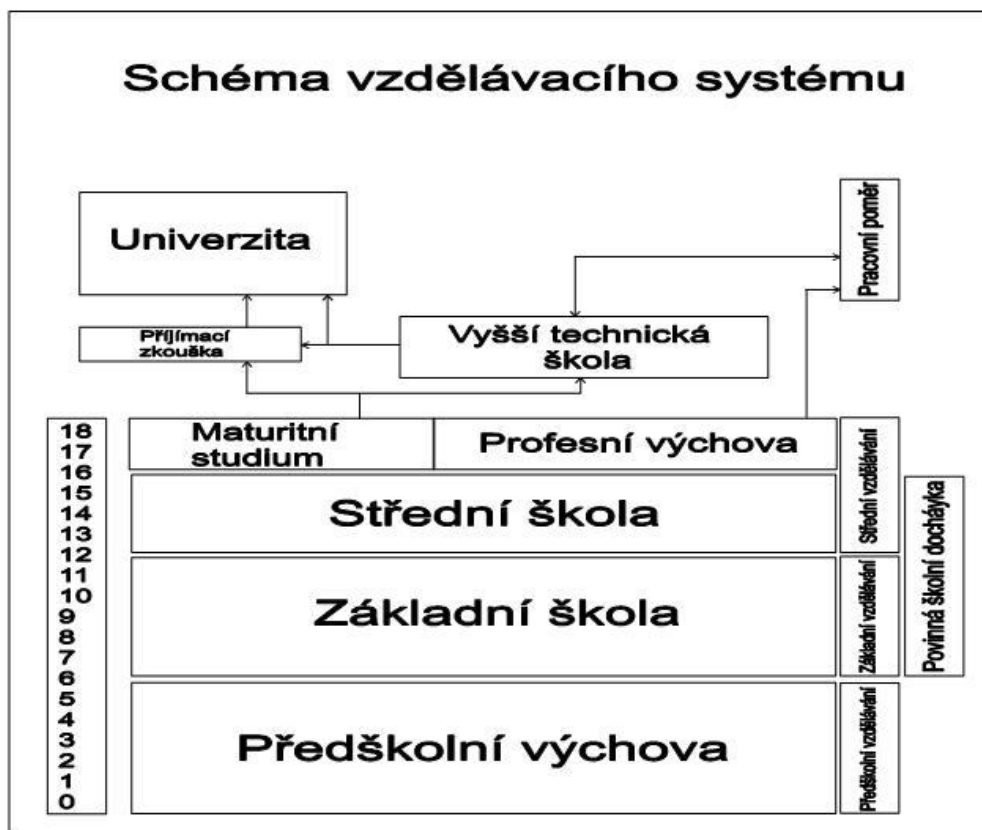 Schéma vzdělávacího systému
Univerzita
Pracovní poměr
Příjímací
zkouška
Vyšší technická
škola
18
17
16
15
14
13
12
11
10
9
8
7
6
5
4
3
2
1
0
Maturitní
studium
Profesní výchova
Střední škola
Základní škola
Předškolní výchova
Střední vzdělávání
Základní vzdělávání
Předškolní vzdělávání
Povinná školní docháyka